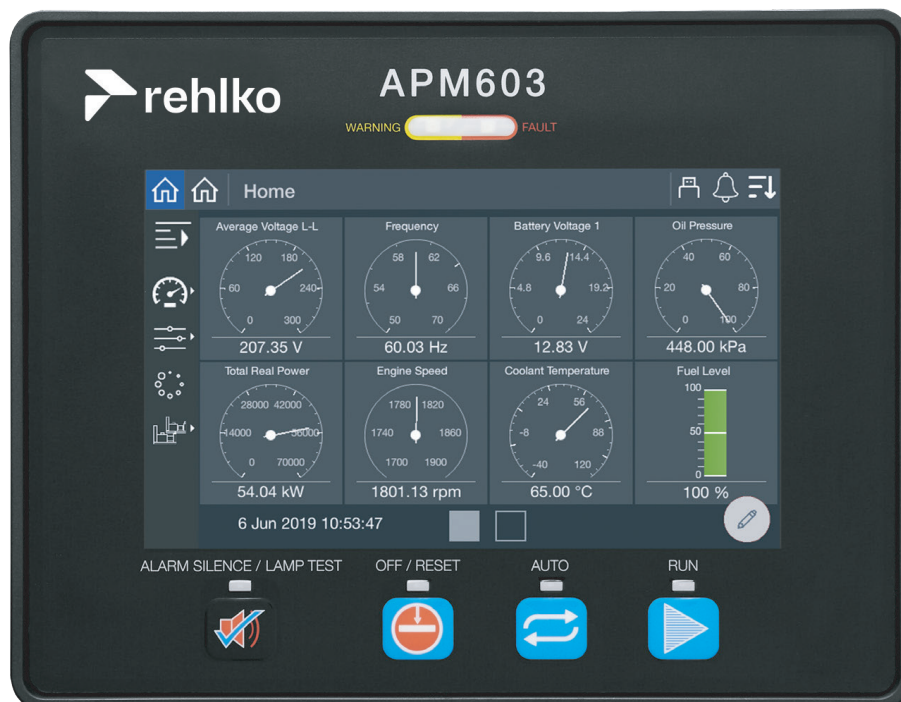 rehlko
APM603
WARNING FAULT
Home
Average Voltage L-L
120 180
60 240
0 300
207.35 V
Frequency
58 62
54 66
50 70
60.03 Hz
Battery Voltage 1
9.6 14.4
4.8 19.2
0 24
12.83 V
Oil Pressure
40 60
20 80
0 100
448.00 kPa
Total Real Power
28000 42000
14000 56000
0 70000
54.04 kW
Engine Speed
1780 1820
1740 1860
1700 1900
1801.13 rpm
Coolant Temperature
24 56
-8 88
-40 120
65.00 °C
Fuel Level
100
50
0
100 %
6 Jun 2019 10:53:47
ALARM SILENCE / LAMP TEST OFF / RESET AUTO RUN